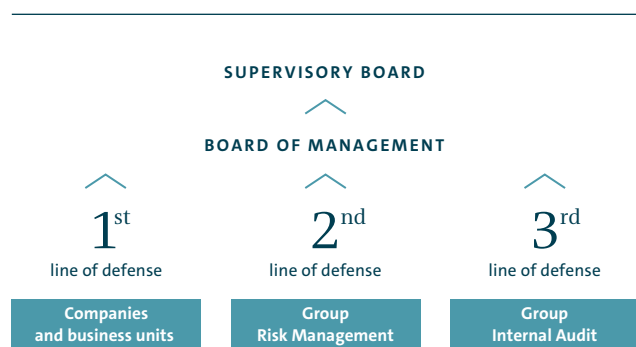 SUPERVISORY BOARD
BOARD OF MANAGEMENT
1st
2nd
3rd
line of defense
line of defense
line of defense
Companies
and business units
Group
Risk Management
Group
Internal Audit